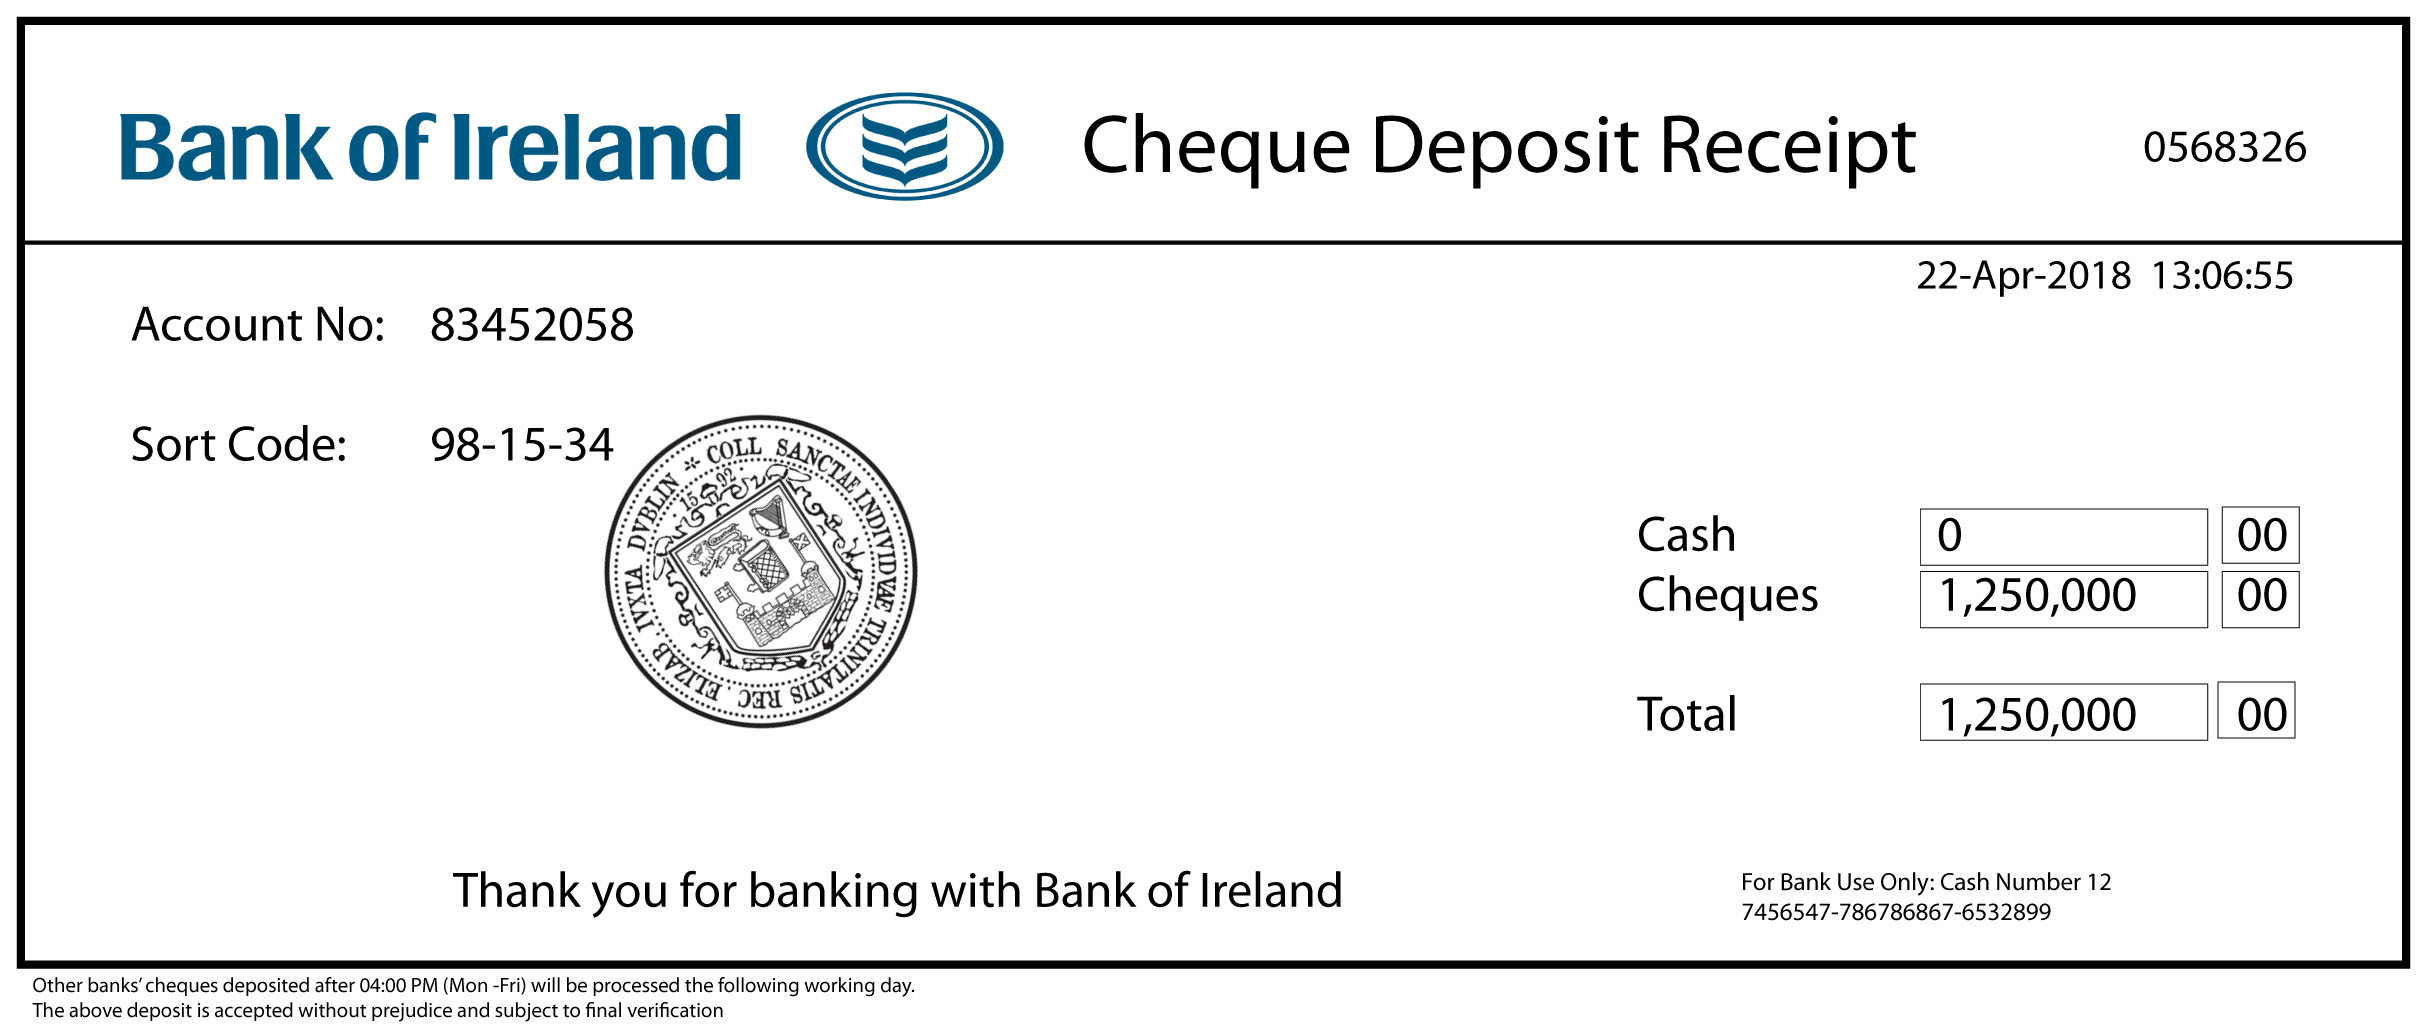 Bank of Ireland
Cheque Deposit Receipt
0568326
22-Apr-2018 13:06:55
Account No: 83452058
Sort Code: 98-15-34
COLL SANCTAE INDIVIDVAE TRINITATIS REC. ELIZAB. IVXTA DVBLIN
15 92
Cash 0 00
Cheques 1,250,000 00
Total 1,250,000 00
Thank you for banking with Bank of Ireland
For Bank Use Only: Cash Number 12
7456547-786786867-6532899
Other banks’ cheques deposited after 04:00 PM (Mon -Fri) will be processed the following working day.
The above deposit is accepted without prejudice and subject to final verification